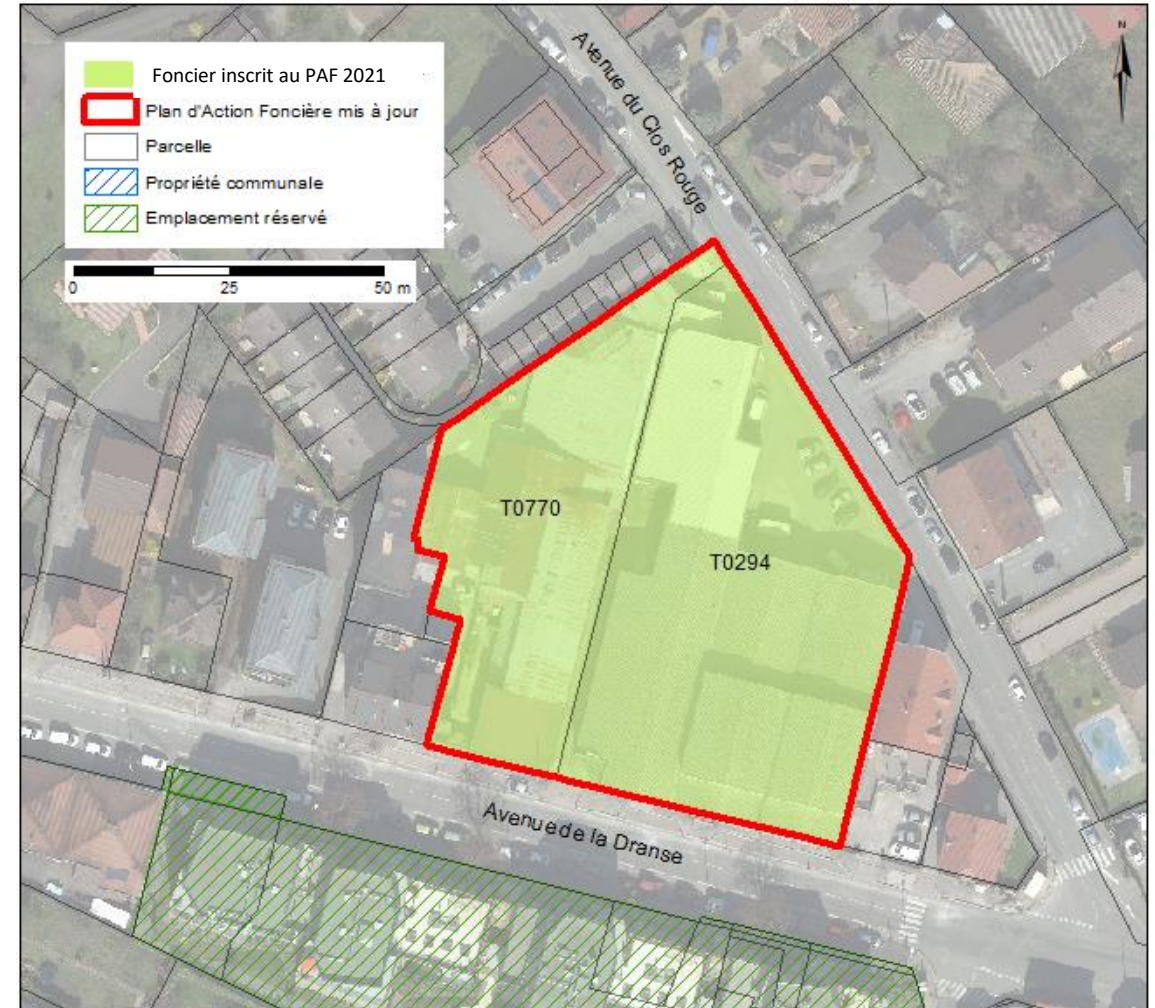 Foncier inscrit au PAF 2021
Plan d'Action Foncière mis à jour
Parcelle
Propriété communale
Emplacement réservé
0 25 50 m
N
Avenue du Clos Rouge
T0770
T0294
Avenue de la Dranse